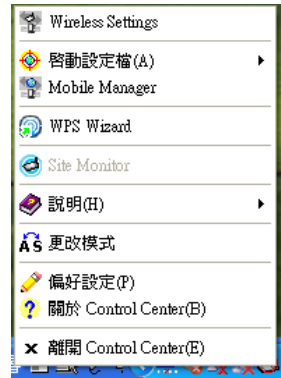 Wireless Settings
啓動設定檔(A)
Mobile Manager
WPS Wizard
Site Monitor
說明(H)
更改模式
偏好設定(P)
關於 Control Center(B)
離開 Control Center(E)